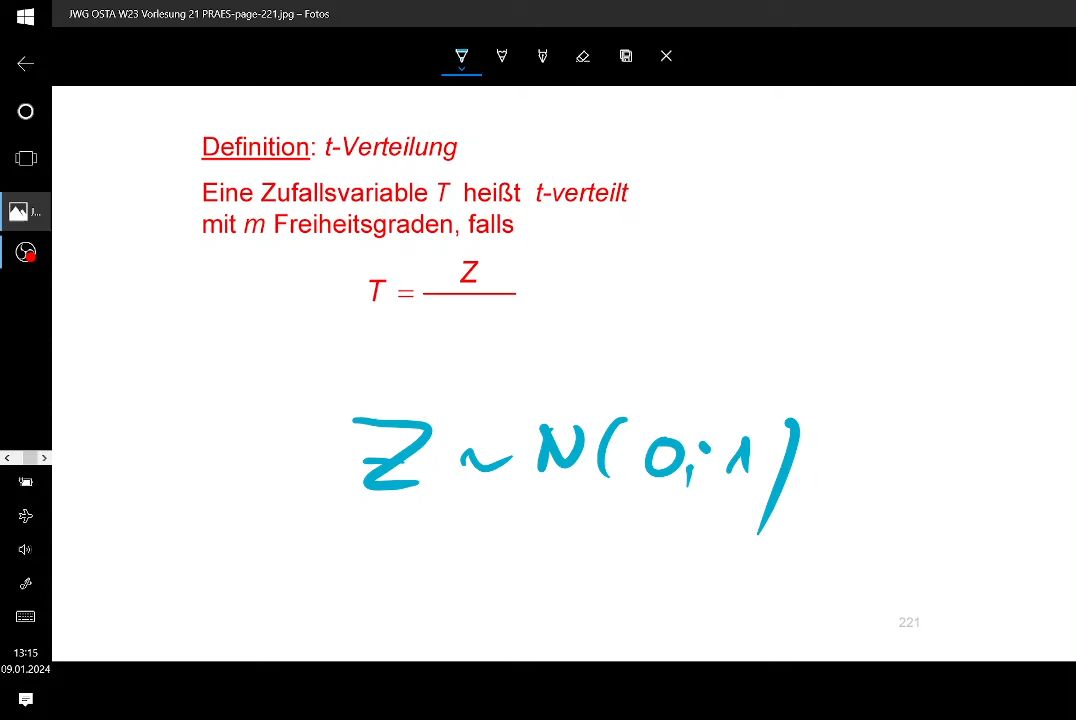 JWG OSTA W23 Vorlesung 21 PRAES-page-221.jpg – Fotos
Definition: t-Verteilung
Eine Zufallsvariable T heißt t-verteilt
mit m Freiheitsgraden, falls
Z
T =
J...
Z ~ N(0;1)
221
13:15
09.01.2024